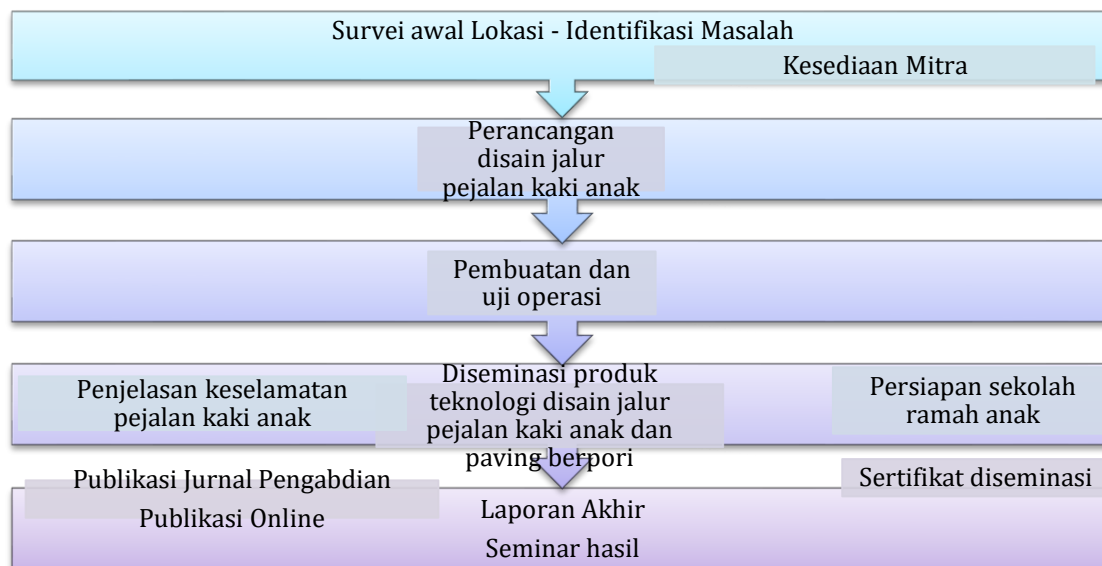 Survei awal Lokasi - Identifikasi Masalah
Kesediaan Mitra
Perancangan
disain jalur
pejalan kaki anak
Pembuatan dan
uji operasi
Penjelasan keselamatan
pejalan kaki anak
Diseminasi produk
teknologi disain jalur
pejalan kaki anak dan
paving berpori
Persiapan sekolah
ramah anak
Publikasi Jurnal Pengabdian
Publikasi Online
Laporan Akhir
Seminar hasil
Sertifikat diseminasi